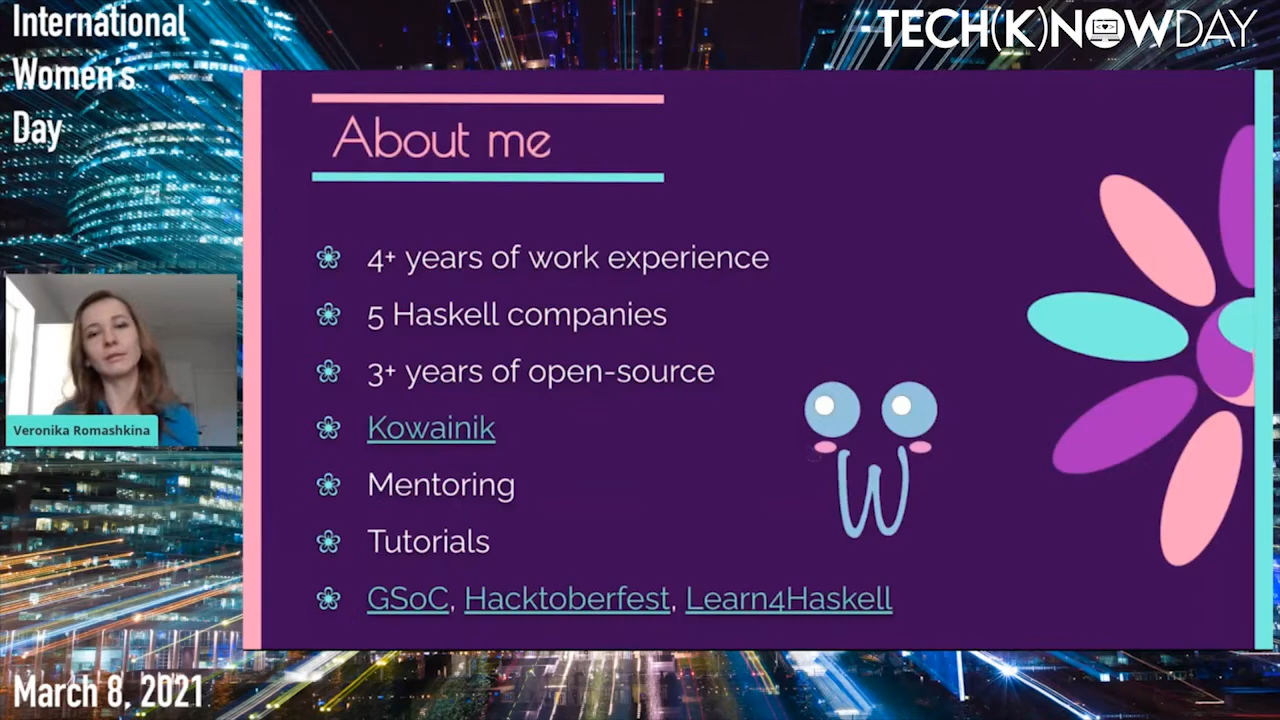 International
Women's
Day
TECH(K)NOWDAY
About me
4+ years of work experience
5 Haskell companies
3+ years of open-source
Kowainik
Mentoring
Tutorials
GSoC, Hacktoberfest, Learn4Haskell
Veronika Romashkina
March 8, 2021